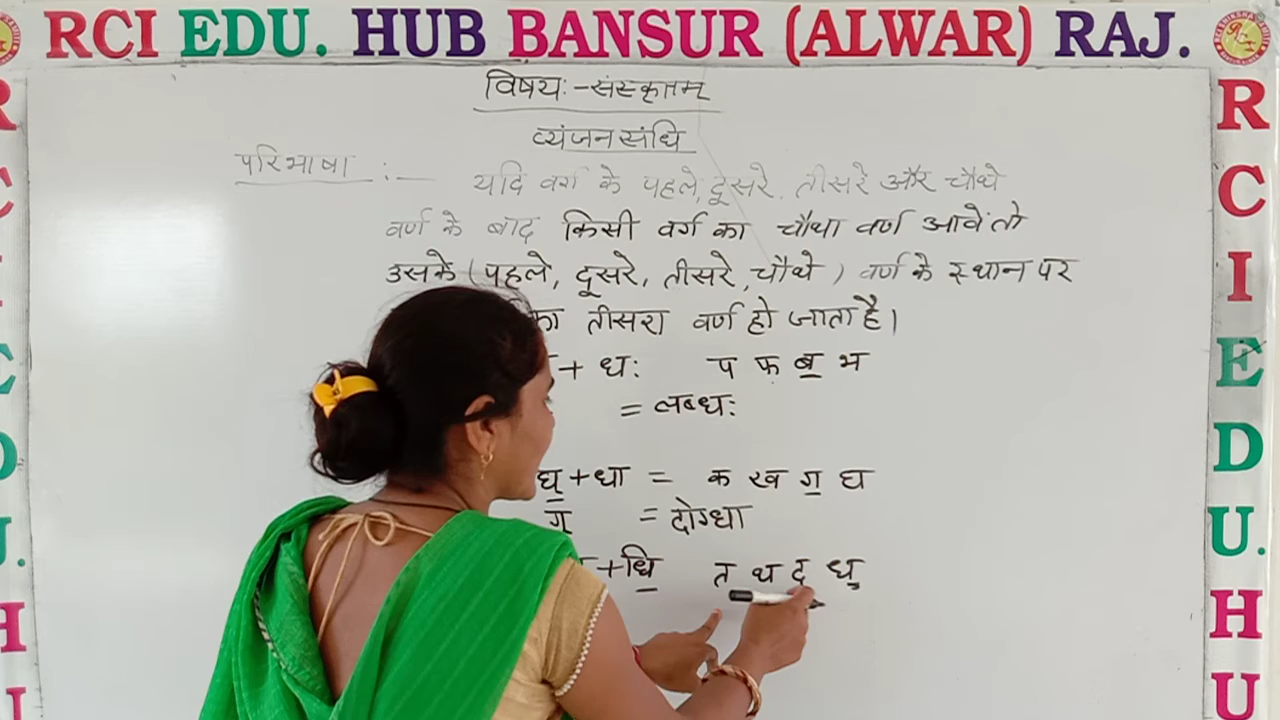 RCI EDU. HUB BANSUR (ALWAR) RAJ.
विषयः-संस्कृतम्
व्यंजन संधि
परिभाषा :— यदि वर्ग के पहले, दूसरे, तीसरे और चौथे
वर्ण के बाद किसी वर्ग का चौथा वर्ण आवें तो
उसके (पहले, दूसरे, तीसरे, चौथे) वर्ण के स्थान पर
का तीसरा वर्ण हो जाता है।
+ धः प फ ब भ
= लब्धः
घ् + धा = क ख ग घ
ग् = दोग्धा
+ धि त थ द ध
R
C
I
E
D
U.
H
U